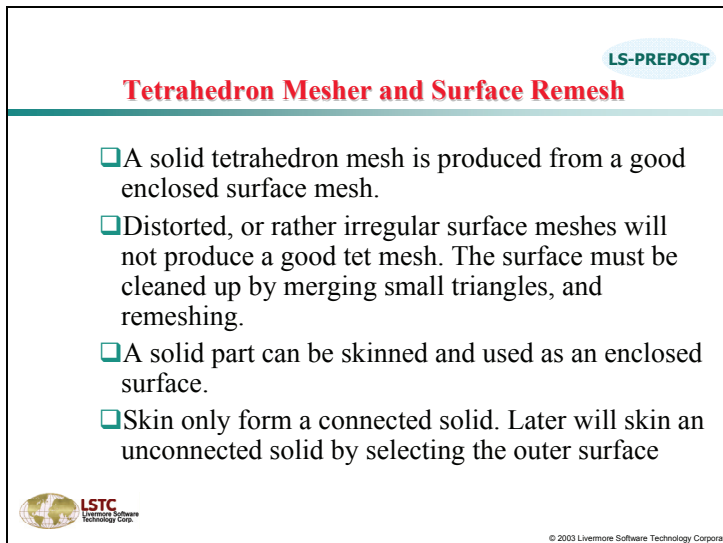 LS-PREPOST
Tetrahedron Mesher and Surface Remesh
❑A solid tetrahedron mesh is produced from a good
enclosed surface mesh.
❑Distorted, or rather irregular surface meshes will
not produce a good tet mesh. The surface must be
cleaned up by merging small triangles, and
remeshing.
❑A solid part can be skinned and used as an enclosed
surface.
❑Skin only form a connected solid. Later will skin an
unconnected solid by selecting the outer surface
LSTC
Livermore Software
Technology Corp.
© 2003 Livermore Software Technology Corpora